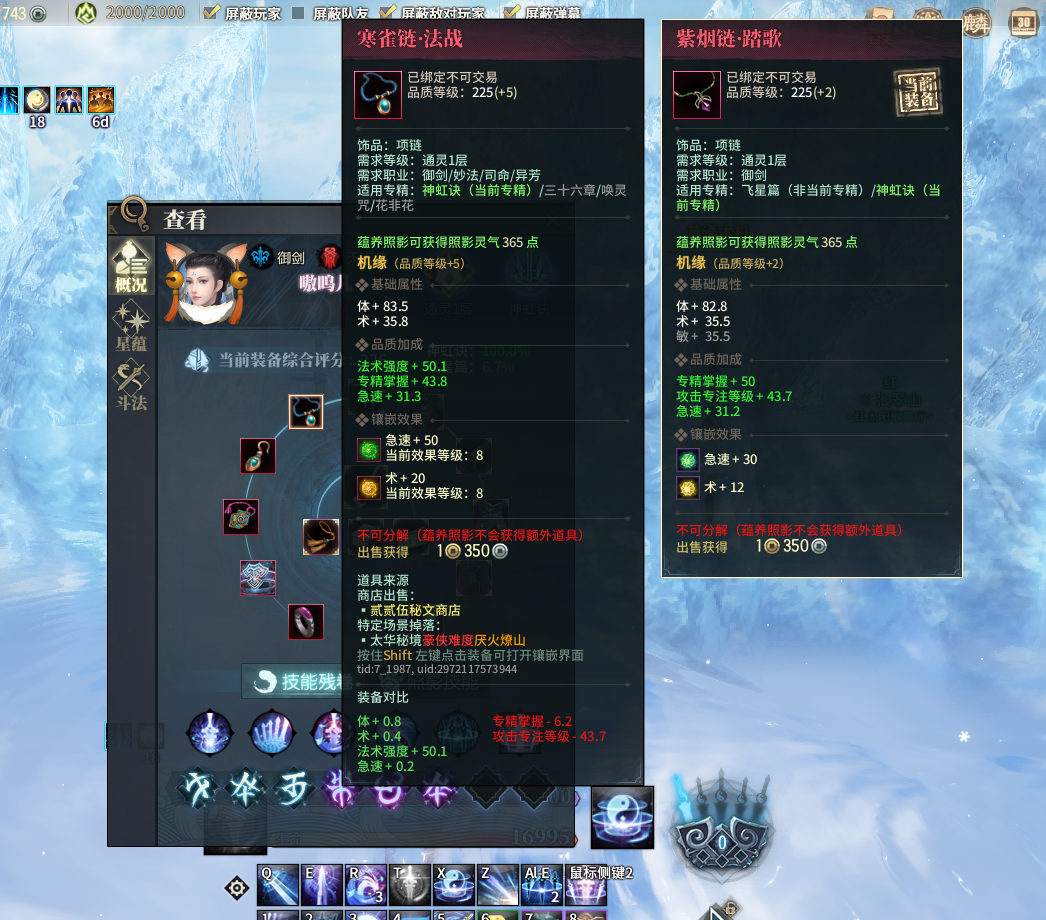 743
2000/2000
屏蔽玩家
屏蔽队友
屏蔽敌对玩家
屏蔽弹幕
麟
30
18
6d
查看
概况
星蕴
斗法
御剑
嗷呜
当前装备综合评分
技能残
16995
寒雀链·法战
已绑定不可交易
品质等级：225(+5)
饰品：项链
需求等级：通灵1层
需求职业：御剑/妙法/司命/异芳
适用专精：神虹诀（当前专精）/三十六章/唤灵
咒/花非花
蕴养照影可获得照影灵气 365 点
机缘（品质等级+5）
基础属性
体 + 83.5
术 + 35.8
品质加成
法术强度 + 50.1
专精掌握 + 43.8
急速 + 31.3
镶嵌效果
急速 + 50
当前效果等级：8
术 + 20
当前效果等级：8
不可分解（蕴养照影不会获得额外道具）
出售获得 1 350
道具来源
商店出售：
▪ 贰贰伍秘文商店
特定场景掉落：
▪ 太华秘境豪侠难度厌火燎山
按住Shift 左键点击装备可打开镶嵌界面
tid:7_1987, uid:2972117573944
装备对比
体 + 0.8
术 + 0.4
法术强度 + 50.1
急速 + 0.2
专精掌握 - 6.2
攻击专注等级 - 43.7
紫烟链·踏歌
已绑定不可交易
品质等级：225(+2)
当前
装备
饰品：项链
需求等级：通灵1层
需求职业：御剑
适用专精：飞星篇（非当前专精）/神虹诀（当
前专精）
蕴养照影可获得照影灵气 365 点
机缘（品质等级+2）
基础属性
体 + 82.8
术 + 35.5
敏 + 35.5
品质加成
专精掌握 + 50
攻击专注等级 + 43.7
急速 + 31.2
镶嵌效果
急速 + 30
术 + 12
不可分解（蕴养照影不会获得额外道具）
出售获得 1 350
0
Q
E
R
3
T
X
Z
Al-E
2
鼠标侧键2
1
2
3
4
5
6
7
8